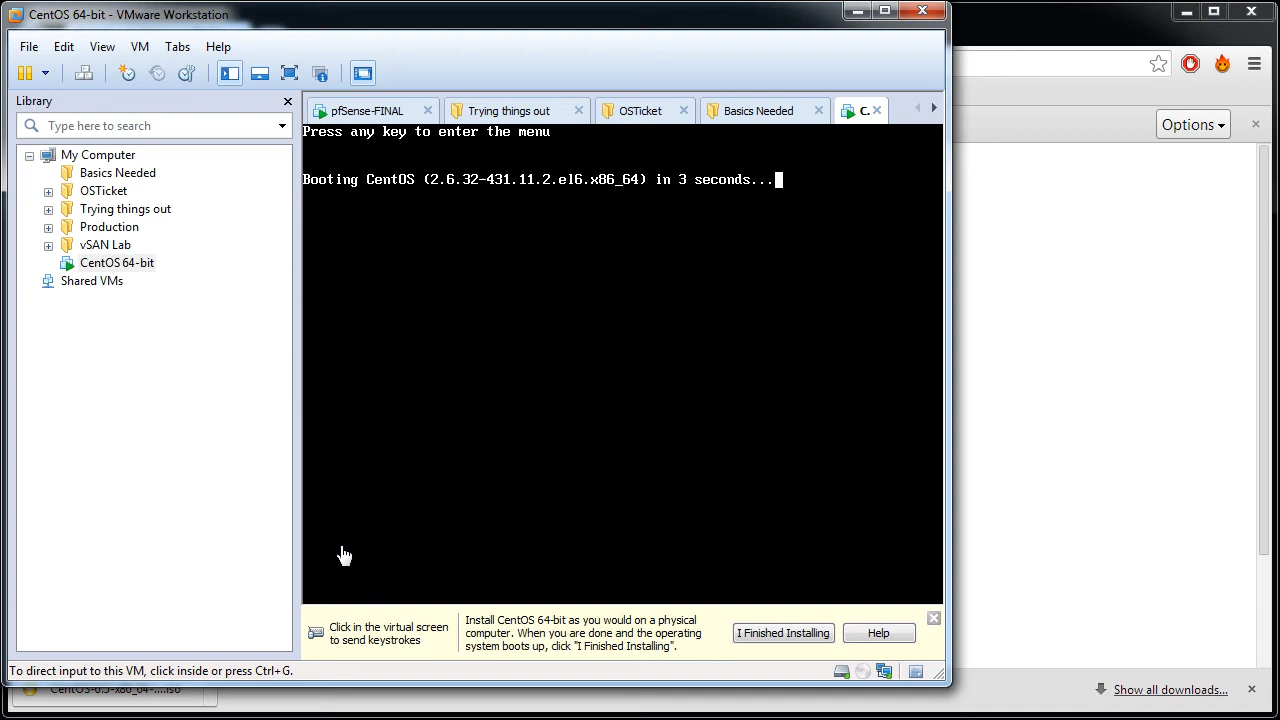 CentOS 64-bit - VMware Workstation
File Edit View VM Tabs Help
Library
Type here to search
My Computer
Basics Needed
OSTicket
Trying things out
Production
vSAN Lab
CentOS 64-bit
Shared VMs
pfSense-FINAL
Trying things out
OSTicket
Basics Needed
C.
Options
Press any key to enter the menu
Booting CentOS (2.6.32-431.11.2.el6.x86_64) in 3 seconds...
Click in the virtual screen
to send keystrokes
Install CentOS 64-bit as you would on a physical
computer. When you are done and the operating
system boots up, click "I Finished Installing".
I Finished Installing
Help
To direct input to this VM, click inside or press Ctrl+G.
CentOS-6.5-x86_64-....iso
Show all downloads...